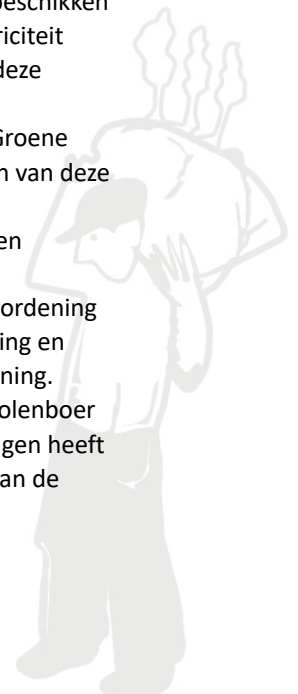 beschikken
riciteit
deze
Groene
n van deze
en
ordening
ing en
ning.
olenboer
gen heeft
an de